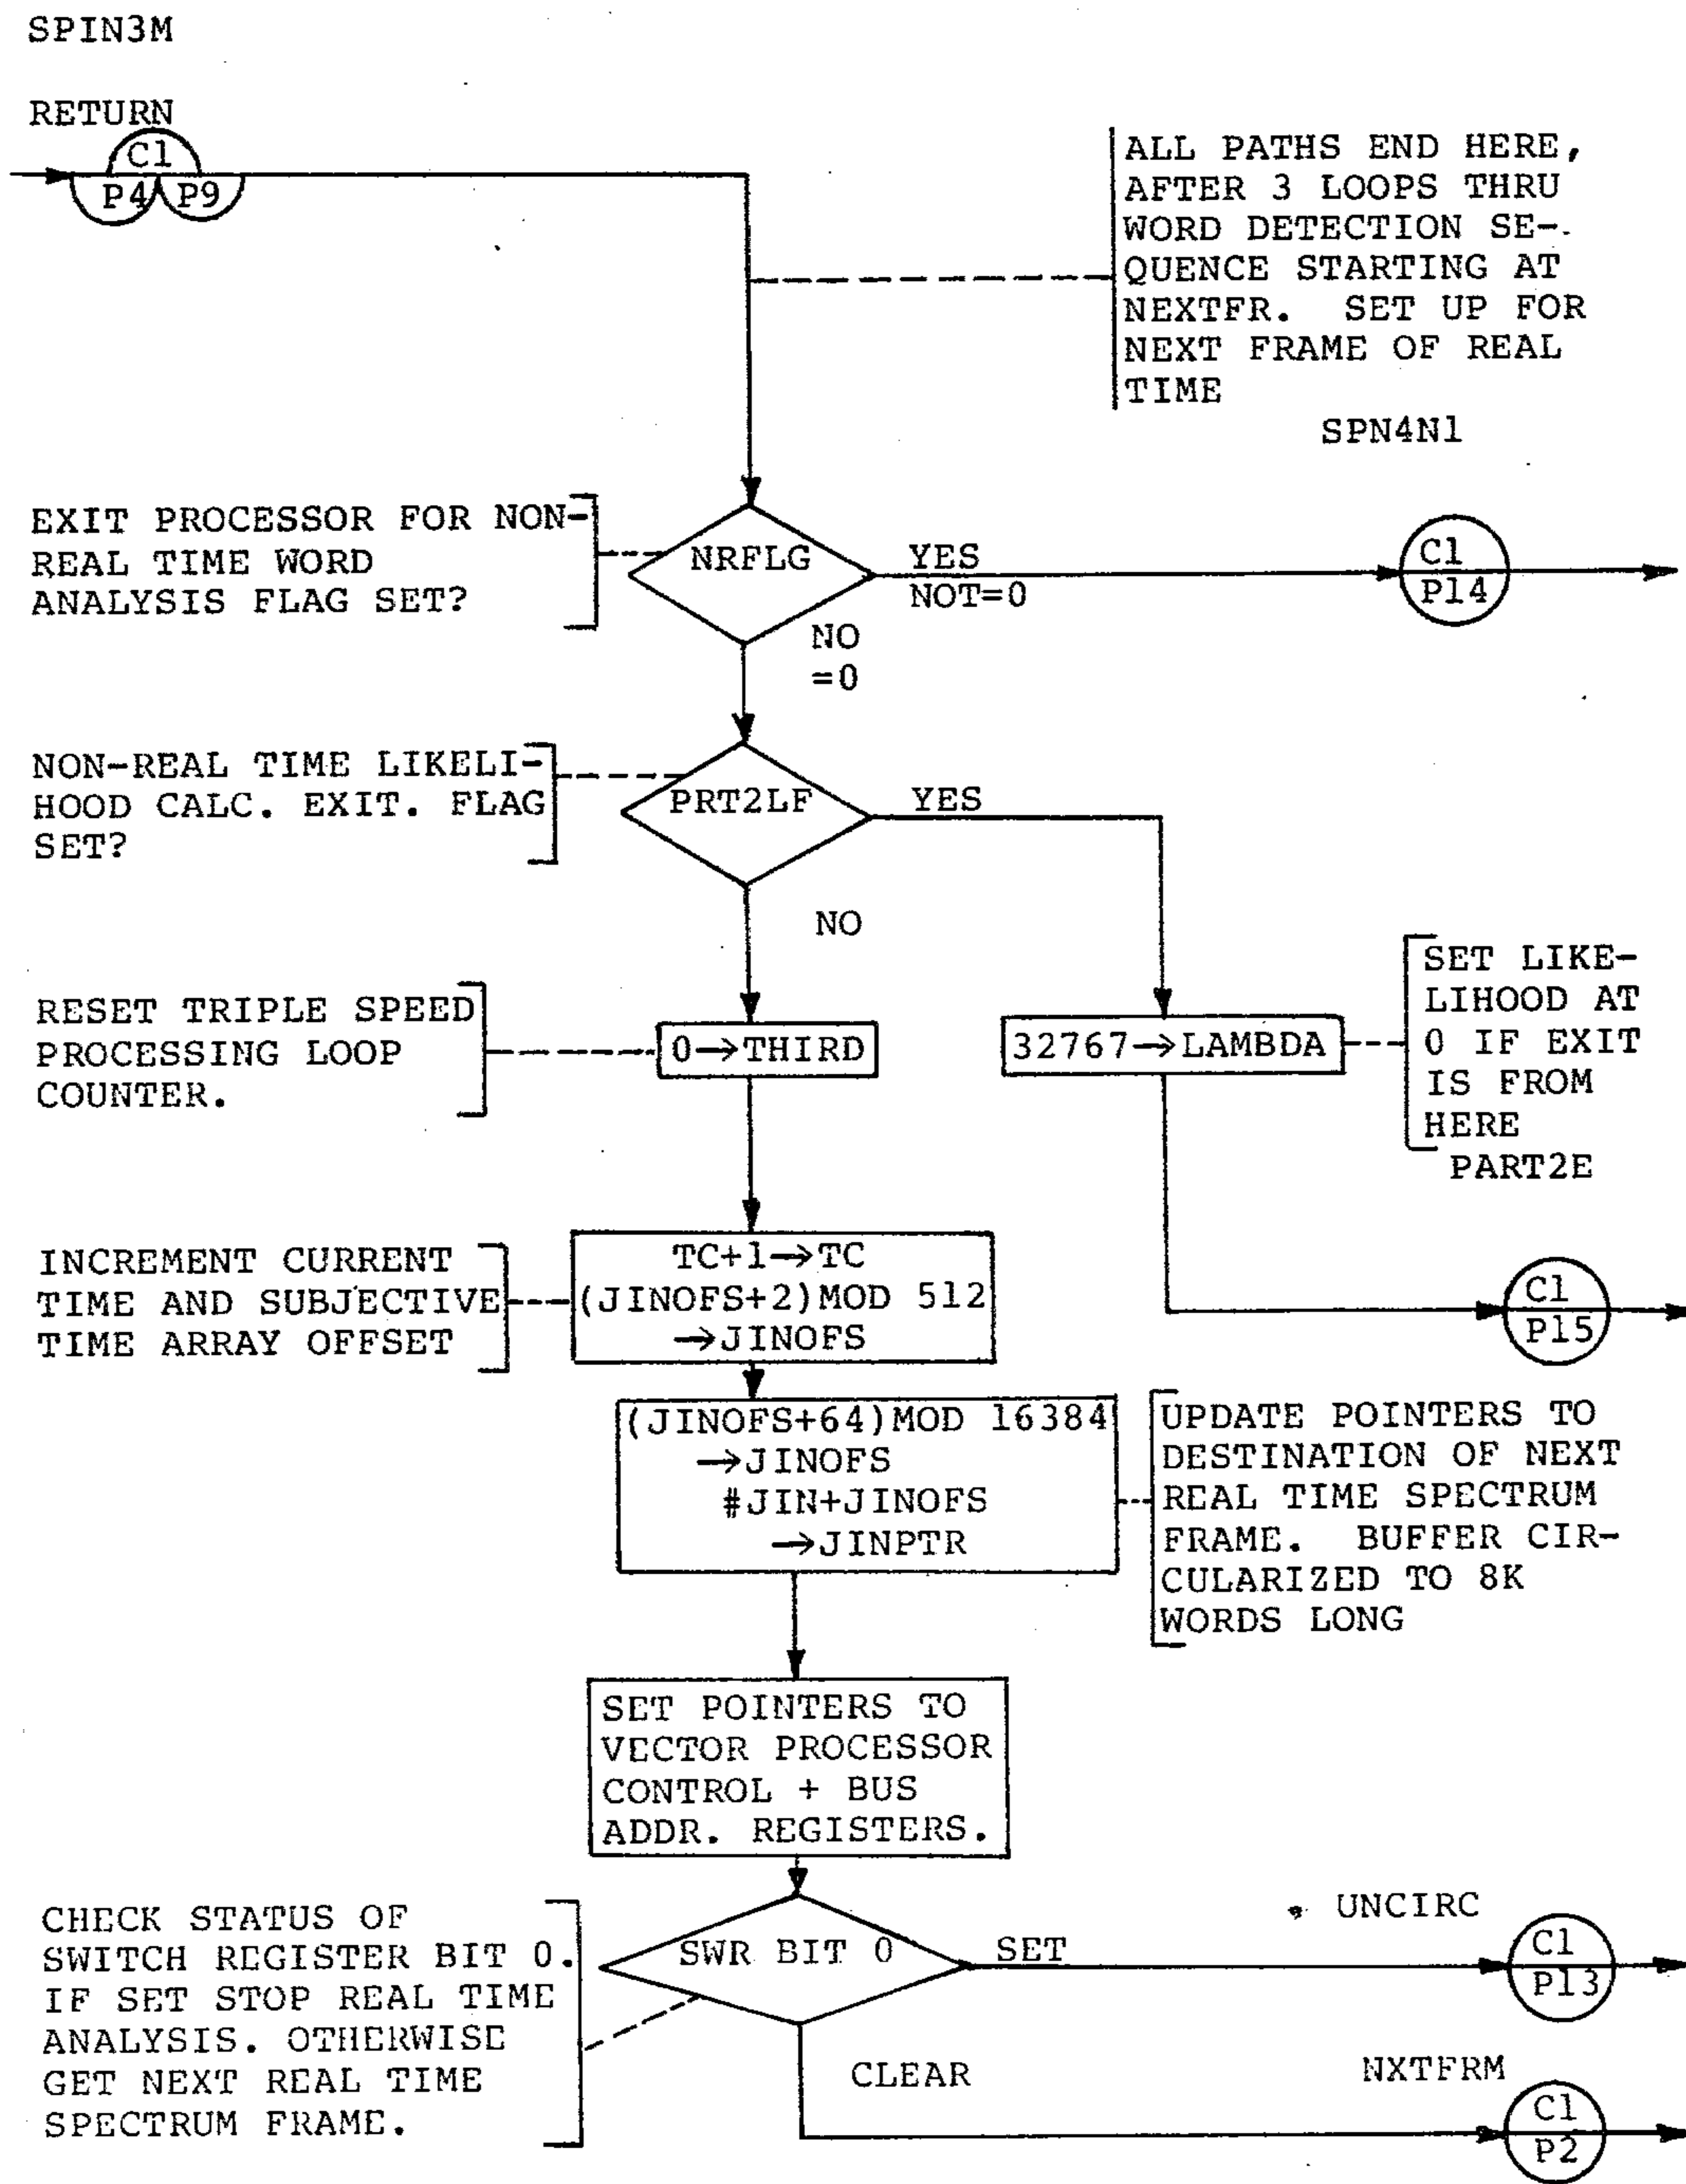 SPIN3M
RETURN
C1
P4 P9
ALL PATHS END HERE,
AFTER 3 LOOPS THRU
WORD DETECTION SE-
QUENCE STARTING AT
NEXTFR. SET UP FOR
NEXT FRAME OF REAL
TIME
SPN4N1
EXIT PROCESSOR FOR NON-
REAL TIME WORD
ANALYSIS FLAG SET?
NRFLG
YES
NOT=0
C1
P14
NO
=0
NON-REAL TIME LIKELI-
HOOD CALC. EXIT. FLAG
SET?
PRT2LF
YES
NO
RESET TRIPLE SPEED
PROCESSING LOOP
COUNTER.
0→THIRD
32767→LAMBDA
SET LIKE-
LIHOOD AT
0 IF EXIT
IS FROM
HERE
PART2E
INCREMENT CURRENT
TIME AND SUBJECTIVE
TIME ARRAY OFFSET
TC+1→TC
(JINOFS+2)MOD 512
→JINOFS
C1
P15
(JINOFS+64)MOD 16384
→JINOFS
#JIN+JINOFS
→JINPTR
UPDATE POINTERS TO
DESTINATION OF NEXT
REAL TIME SPECTRUM
FRAME. BUFFER CIR-
CULARIZED TO 8K
WORDS LONG
SET POINTERS TO
VECTOR PROCESSOR
CONTROL + BUS
ADDR. REGISTERS.
CHECK STATUS OF
SWITCH REGISTER BIT 0.
IF SET STOP REAL TIME
ANALYSIS. OTHERWISE
GET NEXT REAL TIME
SPECTRUM FRAME.
SWR BIT 0
SET
UNCIRC
C1
P13
CLEAR
NXTFRM
C1
P2